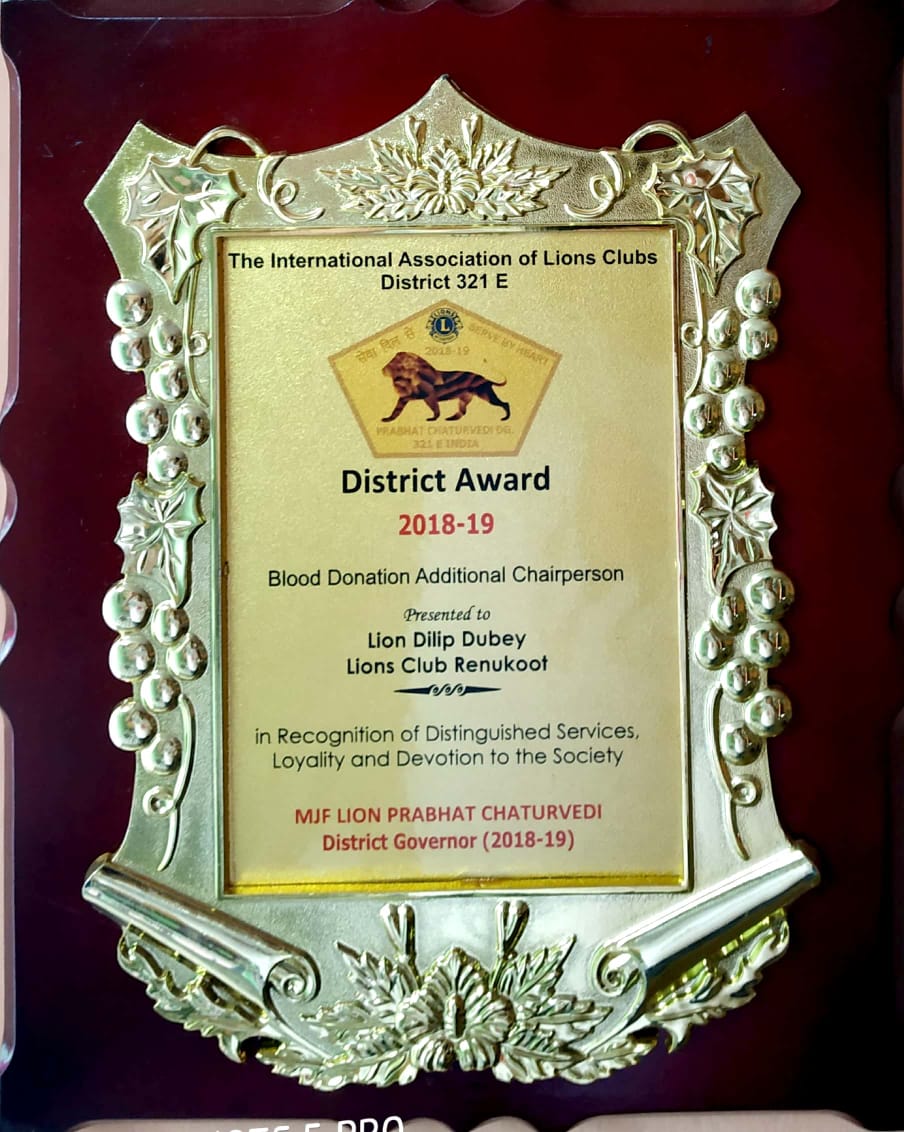 The International Association of Lions Clubs
District 321 E
सेवा दिल से
SERVE BY HEART
LIONS
L
2018-19
PRABHAT CHATURVEDI DG.
321 E INDIA
District Award
2018-19
Blood Donation Additional Chairperson
Presented to
Lion Dilip Dubey
Lions Club Renukoot
in Recognition of Distinguished Services,
Loyality and Devotion to the Society
MJF LION PRABHAT CHATURVEDI
District Governor (2018-19)
PRO